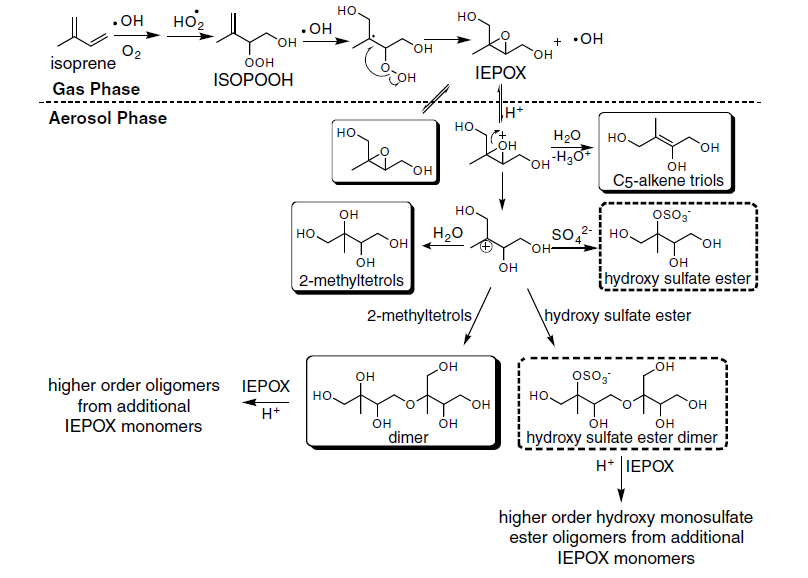 •OH
O2
HO2•
isoprene
OH
OOH
ISOPOOH
•OH
HO
•
OH
O
OH
HO
O
OH
IEPOX
+ •OH
Gas Phase
Aerosol Phase
H+
HO
O
OH
HO
+
OH
OH
H2O
-H3O+
HO
OH
OH
C5-alkene triols
OH
HO
OH
OH
2-methyltetrols
H2O
HO
⊕
OH
OH
SO4 2-
OSO3-
HO
OH
OH
hydroxy sulfate ester
2-methyltetrols
hydroxy sulfate ester
higher order oligomers
from additional
IEPOX monomers
IEPOX
H+
OH
OH
HO
O
OH
OH
OH
dimer
OSO3-
OH
HO
O
OH
OH
OH
hydroxy sulfate ester dimer
H+ IEPOX
higher order hydroxy monosulfate
ester oligomers from additional
IEPOX monomers